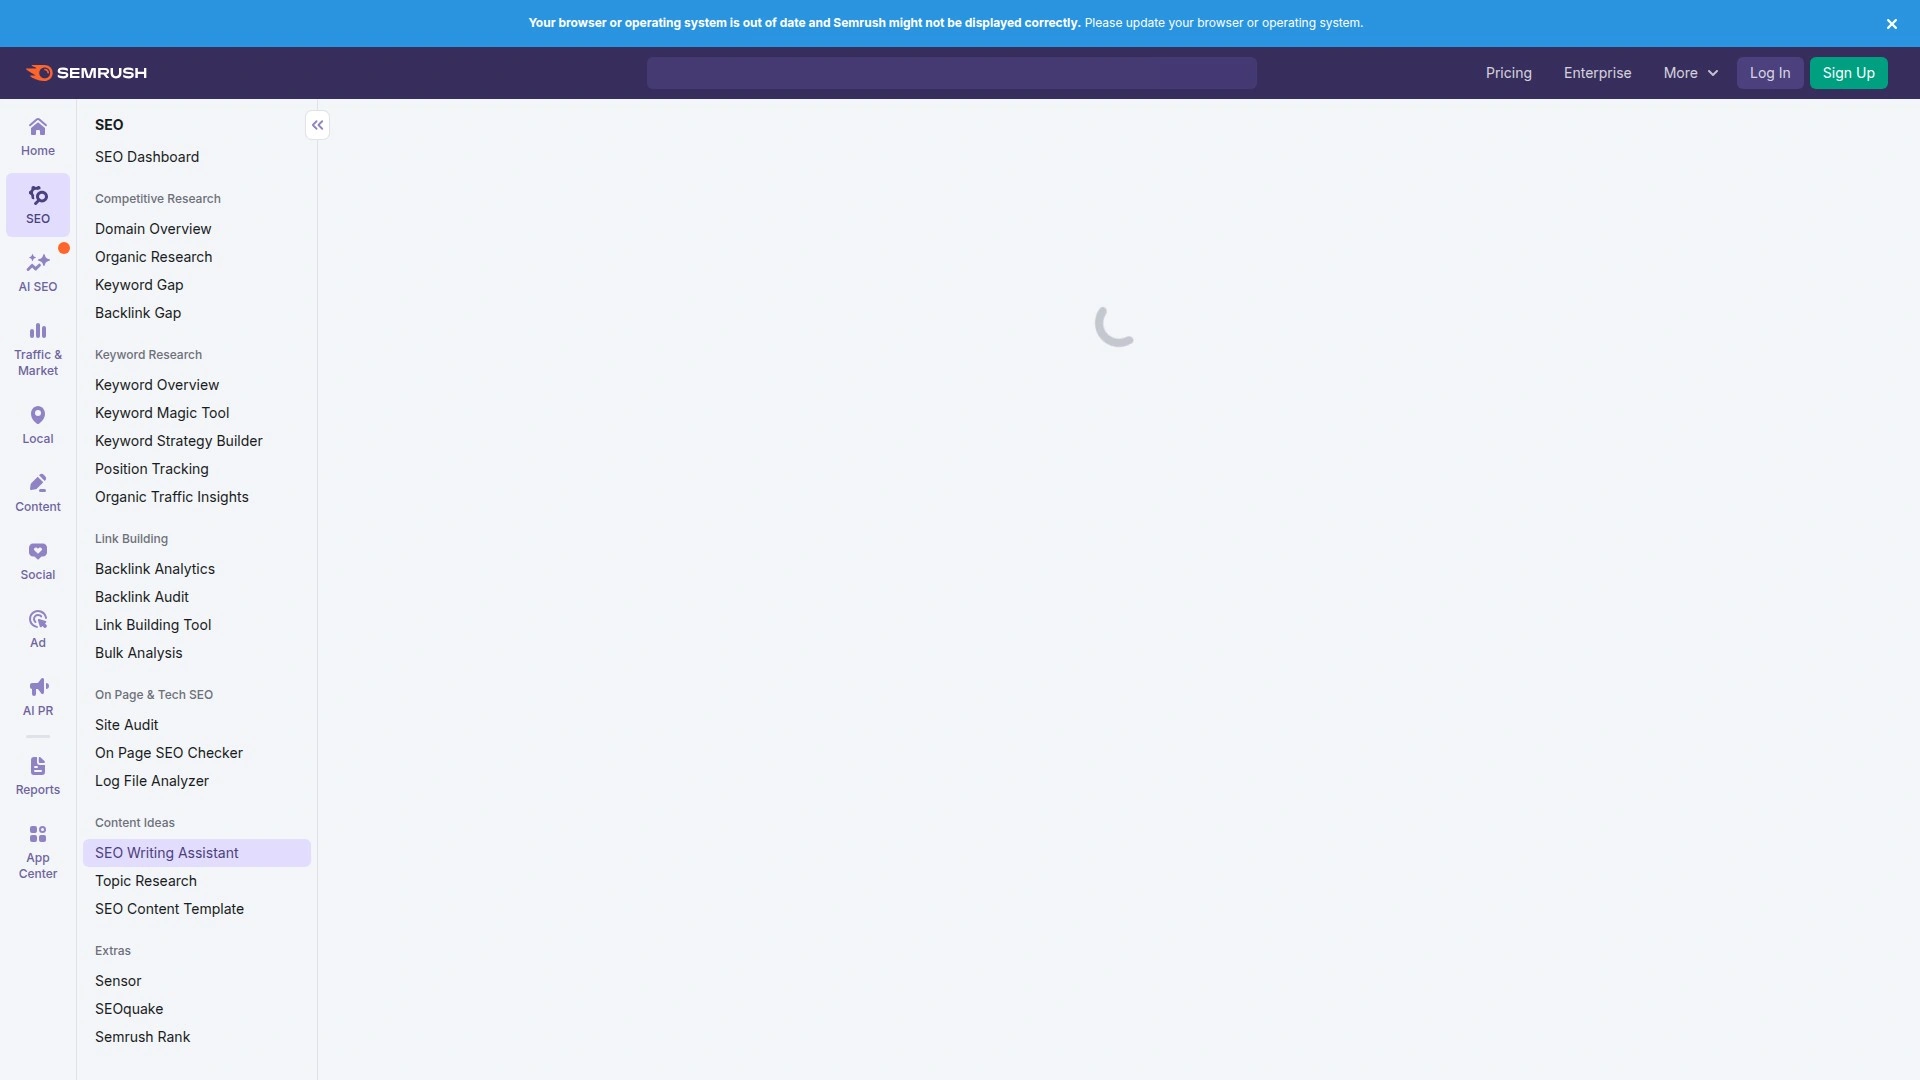 Your browser or operating system is out of date and Semrush might not be displayed correctly. Please update your browser or operating system.
SEMRUSH
Pricing
Enterprise
More
Log In
Sign Up
Home
SEO
AI SEO
Traffic &
Market
Local
Content
Social
Ad
AI PR
Reports
App
Center
SEO
SEO Dashboard
Competitive Research
Domain Overview
Organic Research
Keyword Gap
Backlink Gap
Keyword Research
Keyword Overview
Keyword Magic Tool
Keyword Strategy Builder
Position Tracking
Organic Traffic Insights
Link Building
Backlink Analytics
Backlink Audit
Link Building Tool
Bulk Analysis
On Page & Tech SEO
Site Audit
On Page SEO Checker
Log File Analyzer
Content Ideas
SEO Writing Assistant
Topic Research
SEO Content Template
Extras
Sensor
SEOquake
Semrush Rank